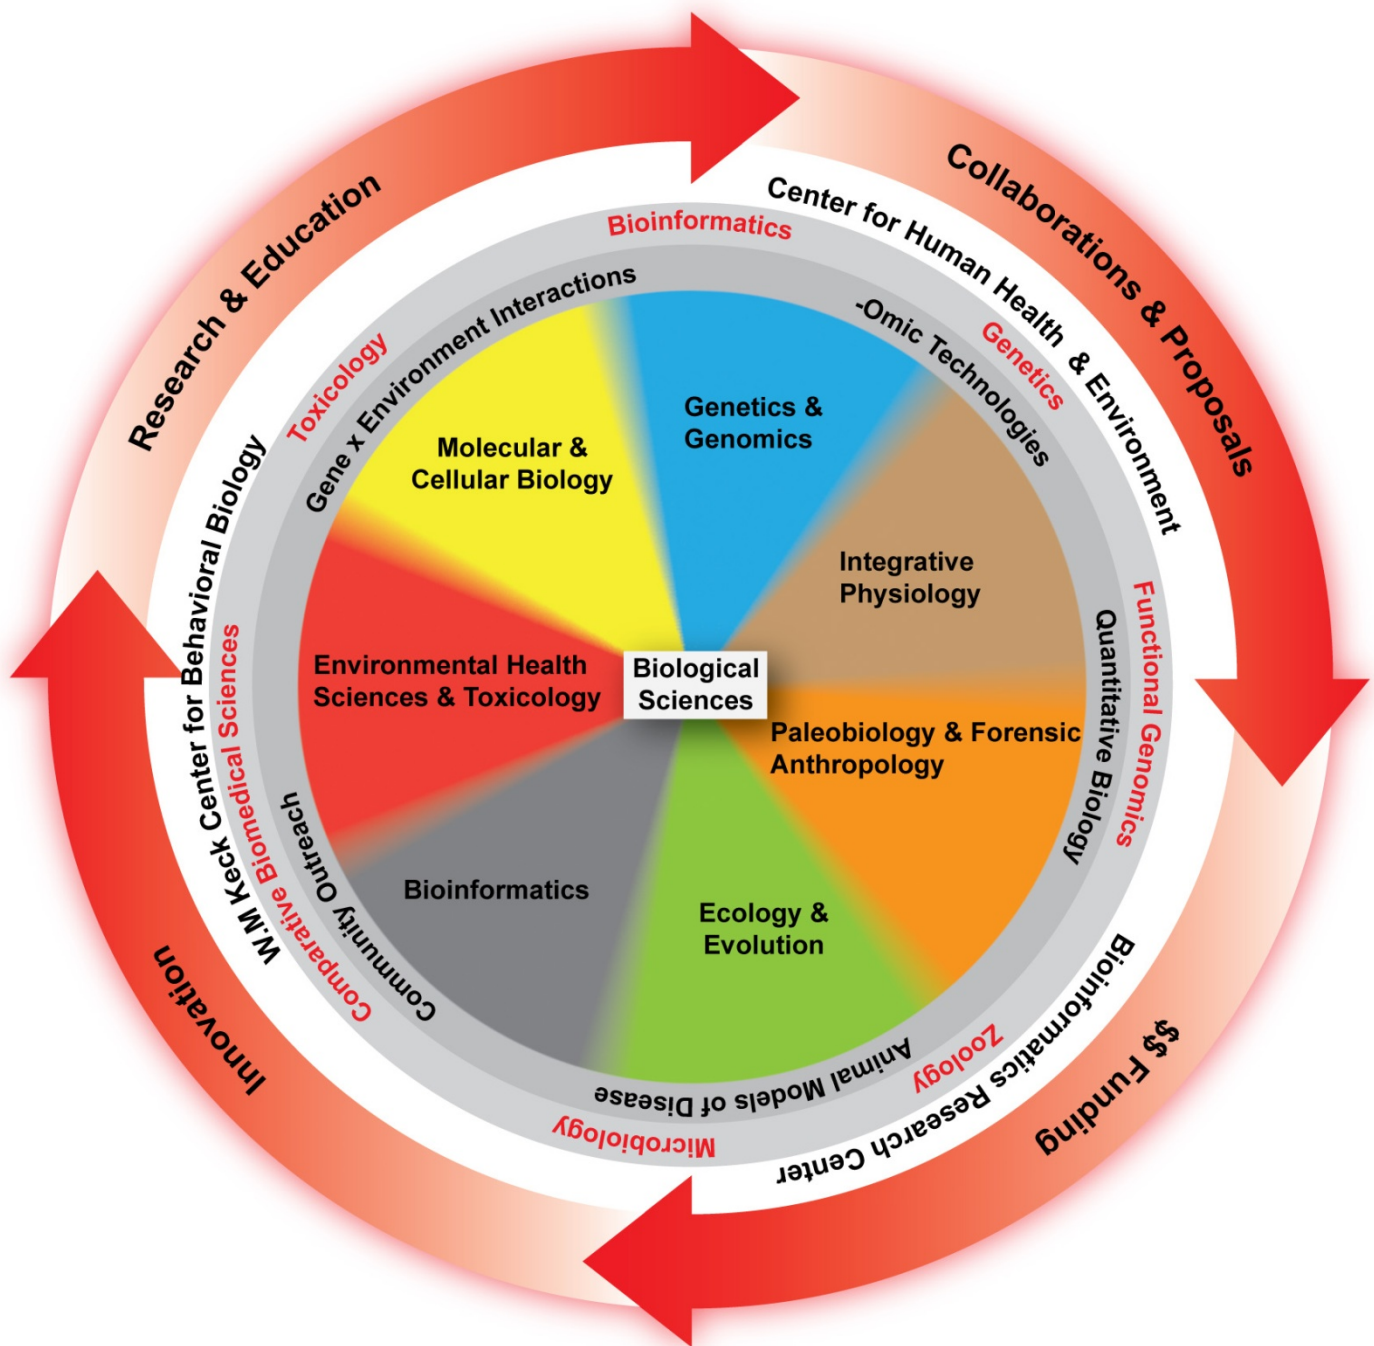 Research & Education
Collaborations & Proposals
$$ Funding
Innovation
Center for Human Health & Environment
Bioinformatics Research Center
W.M Keck Center for Behavioral Biology
Bioinformatics
Genetics
Functional Genomics
Zoology
Microbiology
Comparative Biomedical Sciences
Toxicology
Gene x Environment Interactions
-Omic Technologies
Quantitative Biology
Animal Models of Disease
Community Outreach
Genetics &
Genomics
Integrative
Physiology
Paleobiology & Forensic
Anthropology
Ecology &
Evolution
Bioinformatics
Environmental Health
Sciences & Toxicology
Molecular &
Cellular Biology
Biological
Sciences